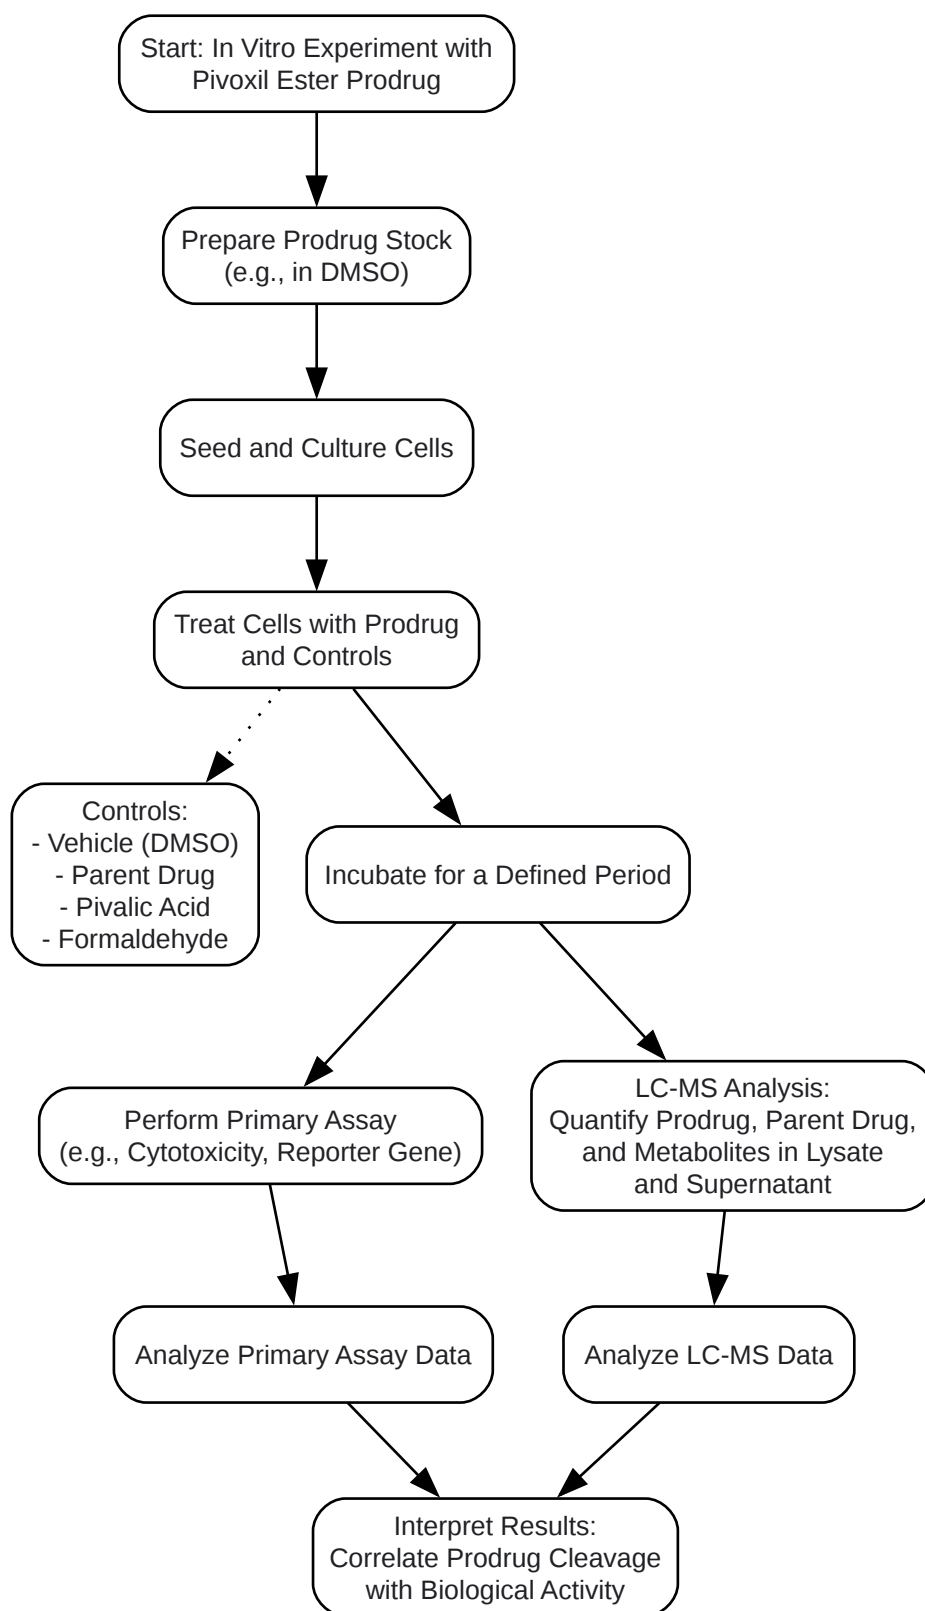 Start: In Vitro Experiment with
Pivoxil Ester Prodrug
Prepare Prodrug Stock
(e.g., in DMSO)
Seed and Culture Cells
Treat Cells with Prodrug
and Controls
Controls:
- Vehicle (DMSO)
- Parent Drug
- Pivalic Acid
- Formaldehyde
Incubate for a Defined Period
Perform Primary Assay
(e.g., Cytotoxicity, Reporter Gene)
LC-MS Analysis:
Quantify Prodrug, Parent Drug,
and Metabolites in Lysate
and Supernatant
Analyze Primary Assay Data
Analyze LC-MS Data
Interpret Results:
Correlate Prodrug Cleavage
with Biological Activity